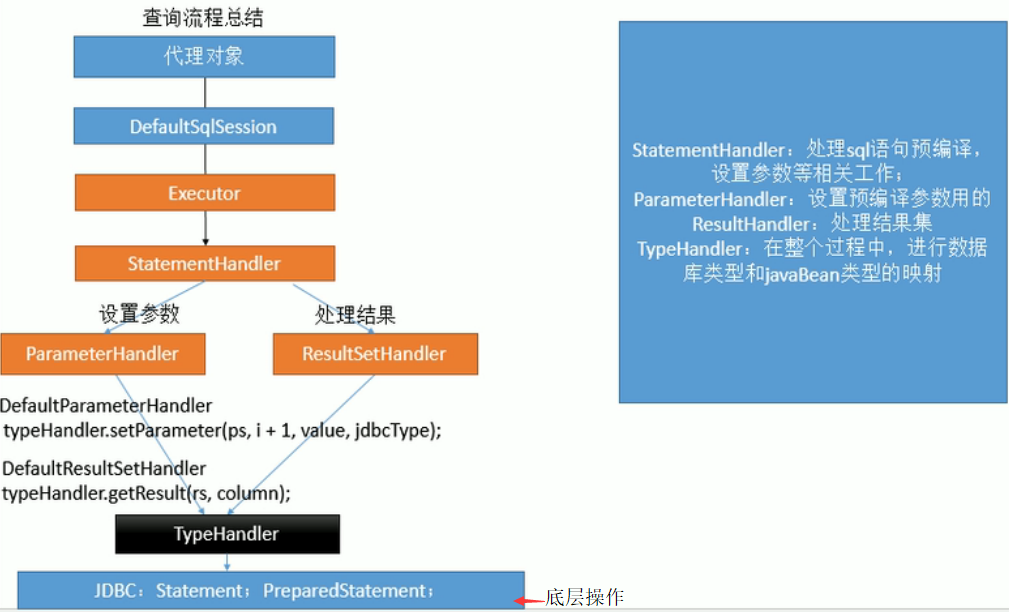 查询流程总结
代理对象
DefaultSqlSession
Executor
StatementHandler
设置参数
处理结果
ParameterHandler
ResultSetHandler
DefaultParameterHandler
typeHandler.setParameter(ps, i + 1, value, jdbcType);
DefaultResultSetHandler
typeHandler.getResult(rs, column);
TypeHandler
JDBC：Statement；PreparedStatement；
底层操作
StatementHandler：处理sql语句预编译，
设置参数等相关工作；
ParameterHandler：设置预编译参数用的
ResultHandler：处理结果集
TypeHandler：在整个过程中，进行数据
库类型和javaBean类型的映射